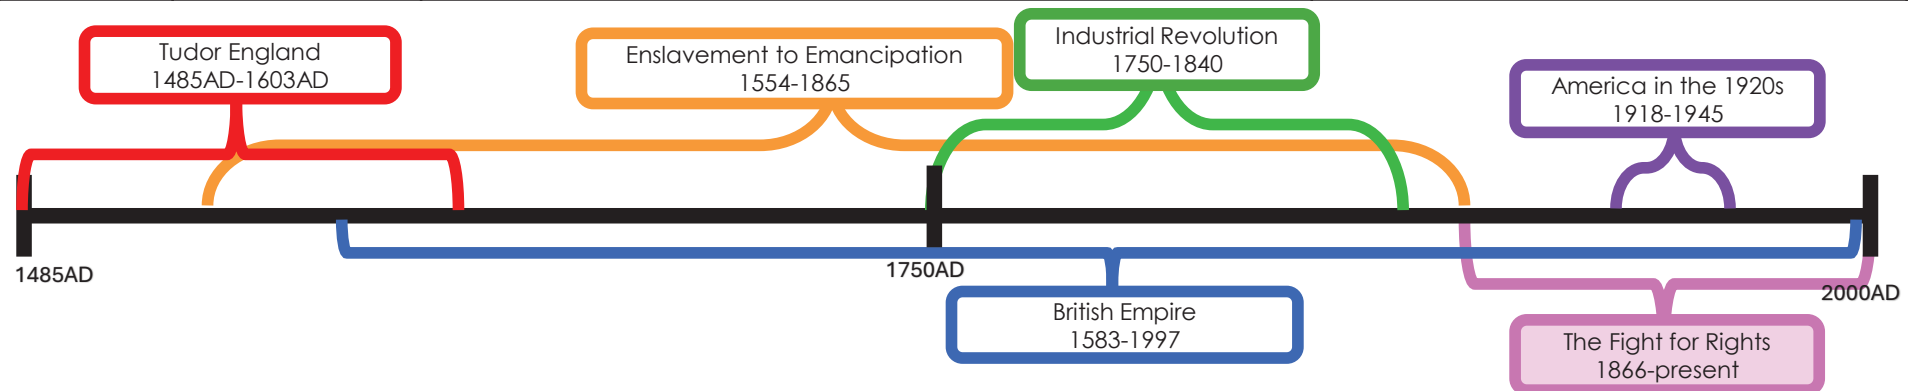 Tudor England
1485AD-1603AD
Enslavement to Emancipation
1554-1865
Industrial Revolution
1750-1840
America in the 1920s
1918-1945
1485AD
1750AD
2000AD
British Empire
1583-1997
The Fight for Rights
1866-present